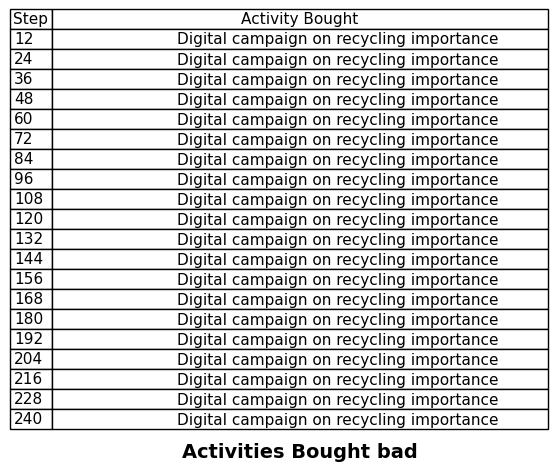 Step Activity Bought
12 Digital campaign on recycling importance
24 Digital campaign on recycling importance
36 Digital campaign on recycling importance
48 Digital campaign on recycling importance
60 Digital campaign on recycling importance
72 Digital campaign on recycling importance
84 Digital campaign on recycling importance
96 Digital campaign on recycling importance
108 Digital campaign on recycling importance
120 Digital campaign on recycling importance
132 Digital campaign on recycling importance
144 Digital campaign on recycling importance
156 Digital campaign on recycling importance
168 Digital campaign on recycling importance
180 Digital campaign on recycling importance
192 Digital campaign on recycling importance
204 Digital campaign on recycling importance
216 Digital campaign on recycling importance
228 Digital campaign on recycling importance
240 Digital campaign on recycling importance
Activities Bought bad